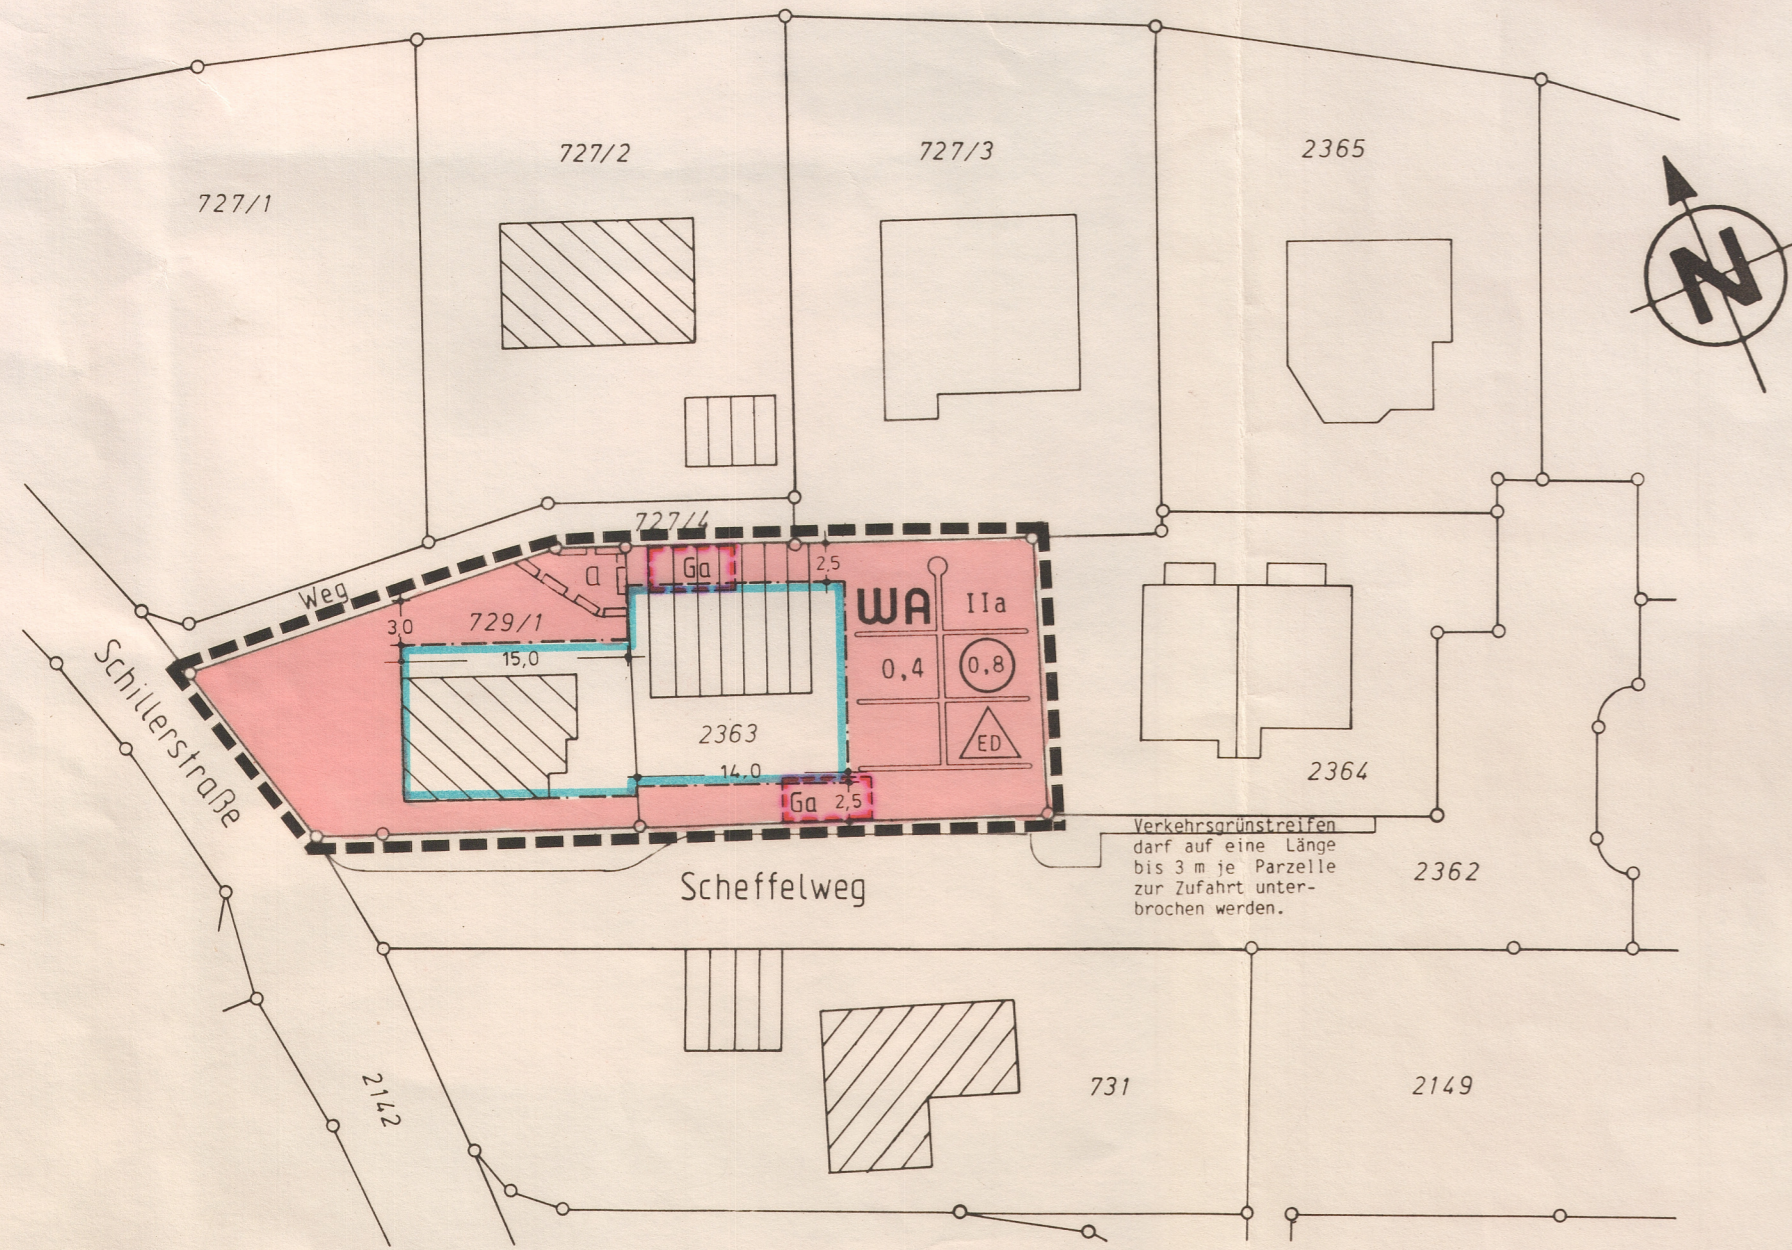 727/1
727/2
727/3
2365
N
727/4
Weg
a
Ga
2,5
3,0
729/1
15,0
WA
IIa
0,4
0,8
ED
2363
14,0
Ga
2,5
2364
Schillerstraße
Scheffelweg
Verkehrsgrünstreifen
darf auf eine Länge
bis 3 m je Parzelle
zur Zufahrt unter-
brochen werden.
2362
2142
731
2149